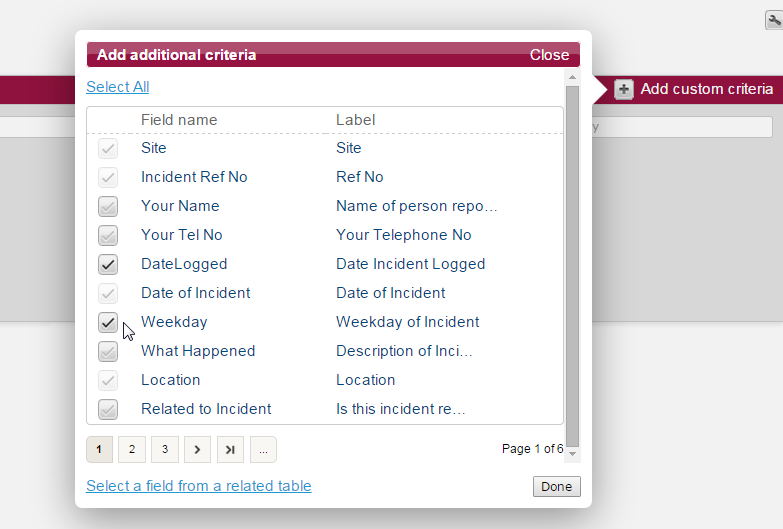 Add additional criteria Close
Select All
Add custom criteria
Field name Label
y
Site Site
Incident Ref No Ref No
Your Name Name of person repo...
Your Tel No Your Telephone No
DateLogged Date Incident Logged
Date of Incident Date of Incident
Weekday Weekday of Incident
What Happened Description of Inci...
Location Location
Related to Incident Is this incident re...
1 2 3 ... Page 1 of 6
Select a field from a related table Done